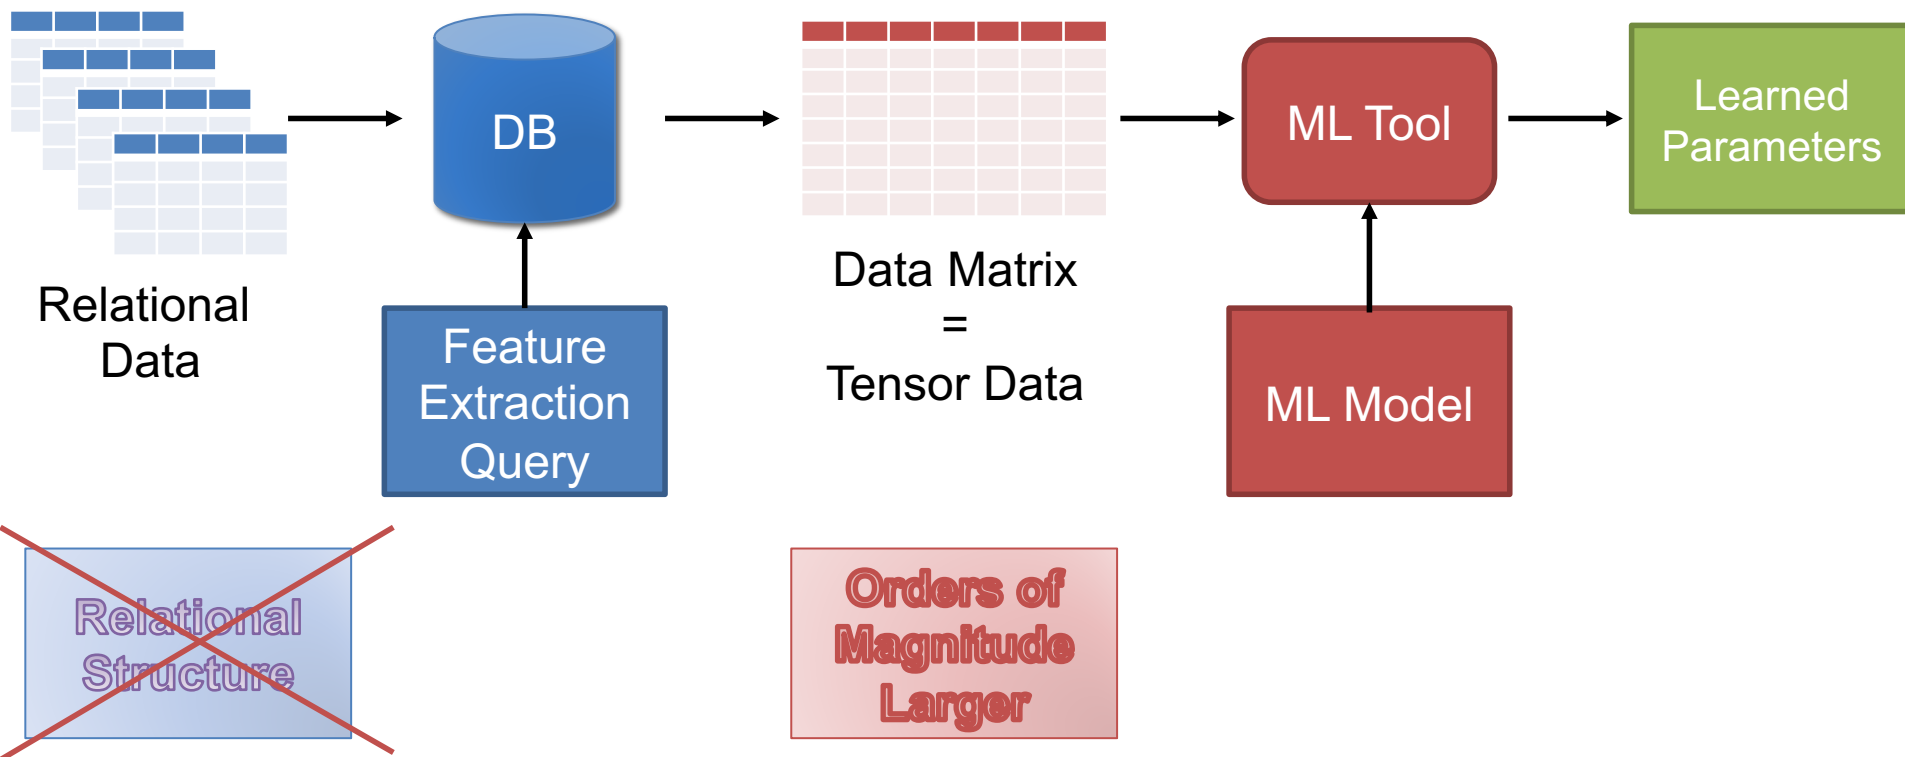 Relational
Data
DB
Feature
Extraction
Query
Data Matrix
=
Tensor Data
ML Tool
ML Model
Learned
Parameters
Relational
Structure
Orders of
Magnitude
Larger